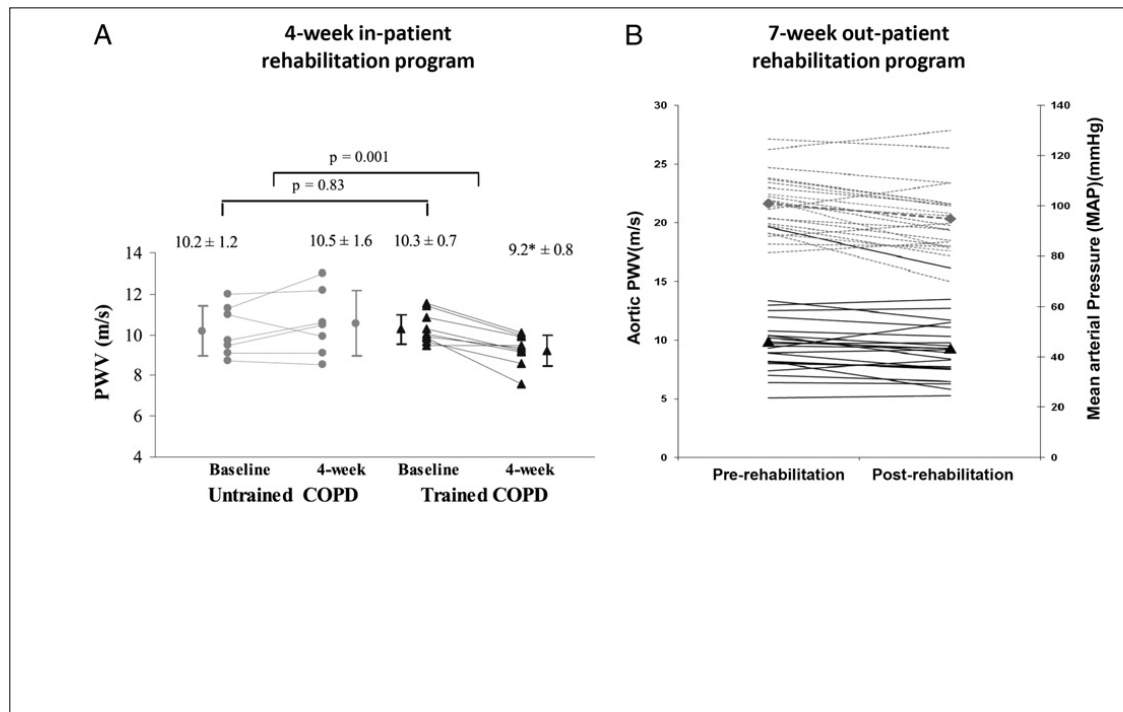 A
4-week in-patient
rehabilitation program
p = 0.001
p = 0.83
10.2 ± 1.2
10.5 ± 1.6
10.3 ± 0.7
9.2* ± 0.8
PWV (m/s)
14
12
10
8
6
4
Baseline
4-week
Baseline
4-week
Untrained COPD
Trained COPD
B
7-week out-patient
rehabilitation program
Aortic PWV(m/s)
30
25
20
15
10
5
0
Mean arterial Pressure (MAP)(mmHg)
140
120
100
80
60
40
20
0
Pre-rehabilitation
Post-rehabilitation